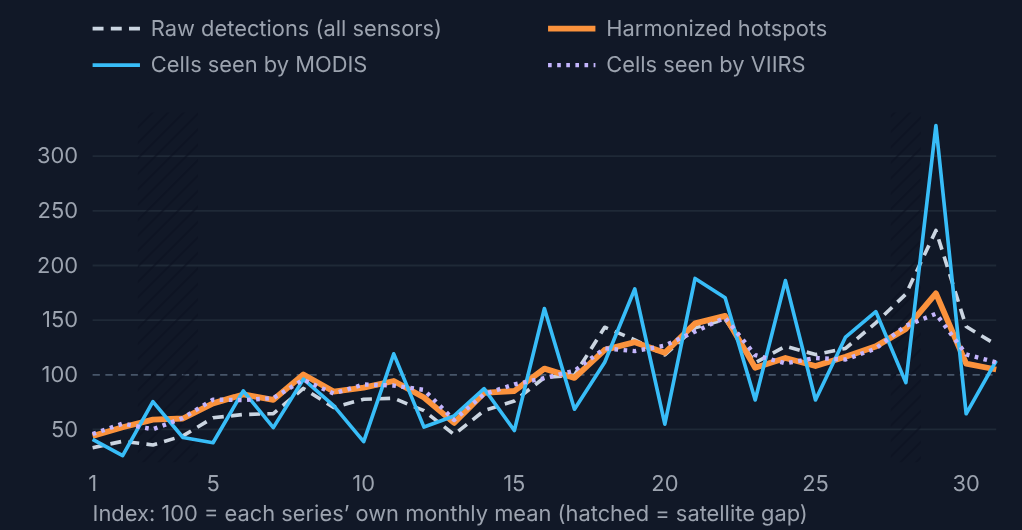 Raw detections (all sensors)
Harmonized hotspots
Cells seen by MODIS
Cells seen by VIIRS
300
250
200
150
100
50
1 5 10 15 20 25 30
Index: 100 = each series’ own monthly mean (hatched = satellite gap)